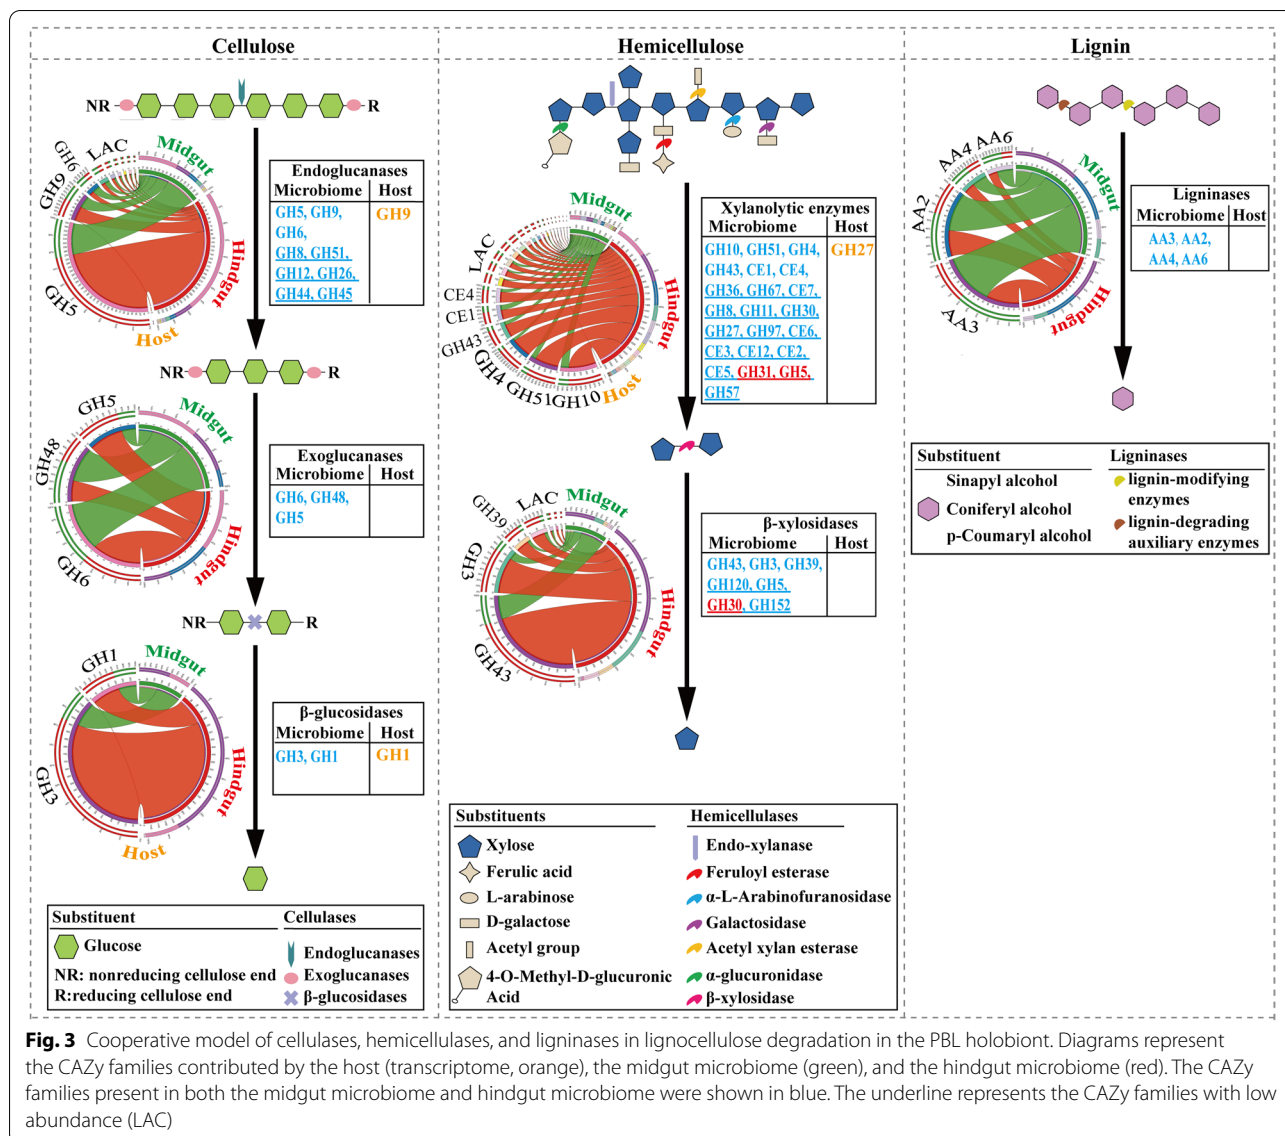 Cellulose
NR
R
LAC
GH6
GH9
GH5
Midgut
Hindgut
Host
Endoglucanases
Microbiome Host
GH5, GH9, GH9
GH6,
GH8, GH51,
GH12, GH26,
GH44, GH45
NR
R
GH5
GH48
GH6
Midgut
Hindgut
Exoglucanases
Microbiome Host
GH6, GH48,
GH5
NR
R
GH1
GH3
Midgut
Hindgut
Host
β-glucosidases
Microbiome Host
GH3, GH1 GH1
Substituent
Glucose
NR: nonreducing cellulose end
R:reducing cellulose end
Cellulases
Endoglucanases
Exoglucanases
β-glucosidases
Hemicellulose
LAC
CE4
CE1
GH43
GH4
GH51
GH10
Midgut
Hindgut
Host
Xylanolytic enzymes
Microbiome Host
GH10, GH51, GH4, GH27
GH43, CE1, CE4,
GH36, GH67, CE7,
GH8, GH11, GH30,
GH27, GH97, CE6,
CE3, CE12, CE2,
CE5, GH31, GH5,
GH57
LAC
GH39
GH3
GH43
Midgut
Hindgut
β-xylosidases
Microbiome Host
GH43, GH3, GH39,
GH120, GH5,
GH30, GH152
Substituents
Xylose
Ferulic acid
L-arabinose
D-galactose
Acetyl group
4-O-Methyl-D-glucuronic
Acid
Hemicellulases
Endo-xylanase
Feruloyl esterase
α-L-Arabinofuranosidase
Galactosidase
Acetyl xylan esterase
α-glucuronidase
β-xylosidase
Lignin
AA6
AA4
AA2
AA3
Midgut
Hindgut
Ligninases
Microbiome Host
AA3, AA2,
AA4, AA6
Substituent
Sinapyl alcohol
Coniferyl alcohol
p-Coumaryl alcohol
Ligninases
lignin-modifying
enzymes
lignin-degrading
auxiliary enzymes
Fig. 3 Cooperative model of cellulases, hemicellulases, and ligninases in lignocellulose degradation in the PBL holobiont. Diagrams represent
the CAZy families contributed by the host (transcriptome, orange), the midgut microbiome (green), and the hindgut microbiome (red). The CAZy
families present in both the midgut microbiome and hindgut microbiome were shown in blue. The underline represents the CAZy families with low
abundance (LAC)